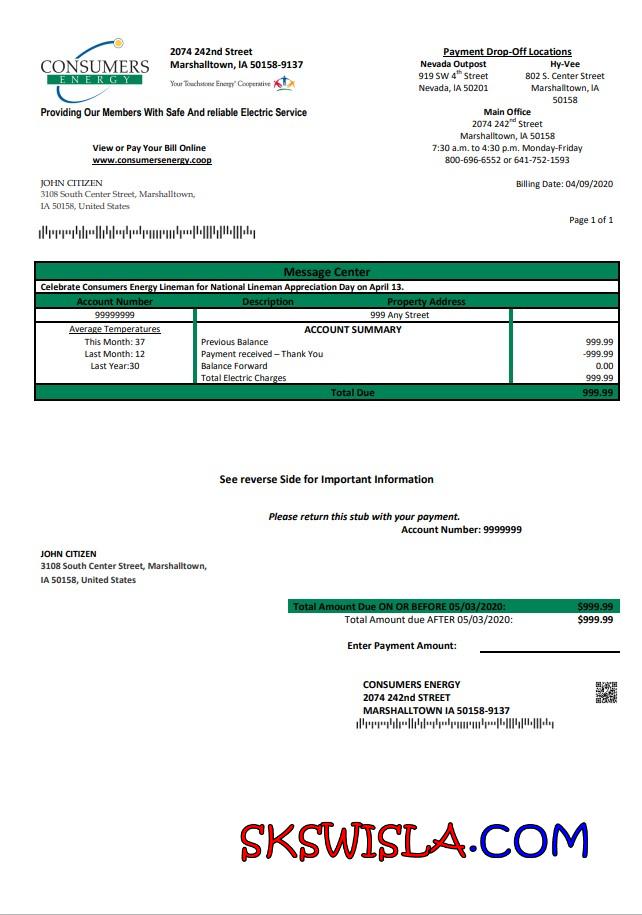 CONSUMERS
ENERGY
2074 242nd Street
Marshalltown, IA 50158-9137
Your Touchstone Energy® Cooperative
Providing Our Members With Safe And reliable Electric Service
Payment Drop-Off Locations
Nevada Outpost
919 SW 4th Street
Nevada, IA 50201
Hy-Vee
802 S. Center Street
Marshalltown, IA
50158
Main Office
2074 242nd Street
Marshalltown, IA 50158
7:30 a.m. to 4:30 p.m. Monday-Friday
800-696-6552 or 641-752-1593
View or Pay Your Bill Online
www.consumersenergy.coop
JOHN CITIZEN
3108 South Center Street, Marshalltown,
IA 50158, United States
Billing Date: 04/09/2020
Page 1 of 1
Message Center
Celebrate Consumers Energy Lineman for National Lineman Appreciation Day on April 13.
Account Number Description Property Address
99999999 999 Any Street
Average Temperatures
This Month: 37
Last Month: 12
Last Year:30
ACCOUNT SUMMARY
Previous Balance 999.99
Payment received – Thank You -999.99
Balance Forward 0.00
Total Electric Charges 999.99
Total Due 999.99
See reverse Side for Important Information
Please return this stub with your payment.
Account Number: 9999999
JOHN CITIZEN
3108 South Center Street, Marshalltown,
IA 50158, United States
Total Amount Due ON OR BEFORE 05/03/2020: $999.99
Total Amount due AFTER 05/03/2020: $999.99
Enter Payment Amount:
CONSUMERS ENERGY
2074 242nd STREET
MARSHALLTOWN IA 50158-9137
SKSWISLA.COM